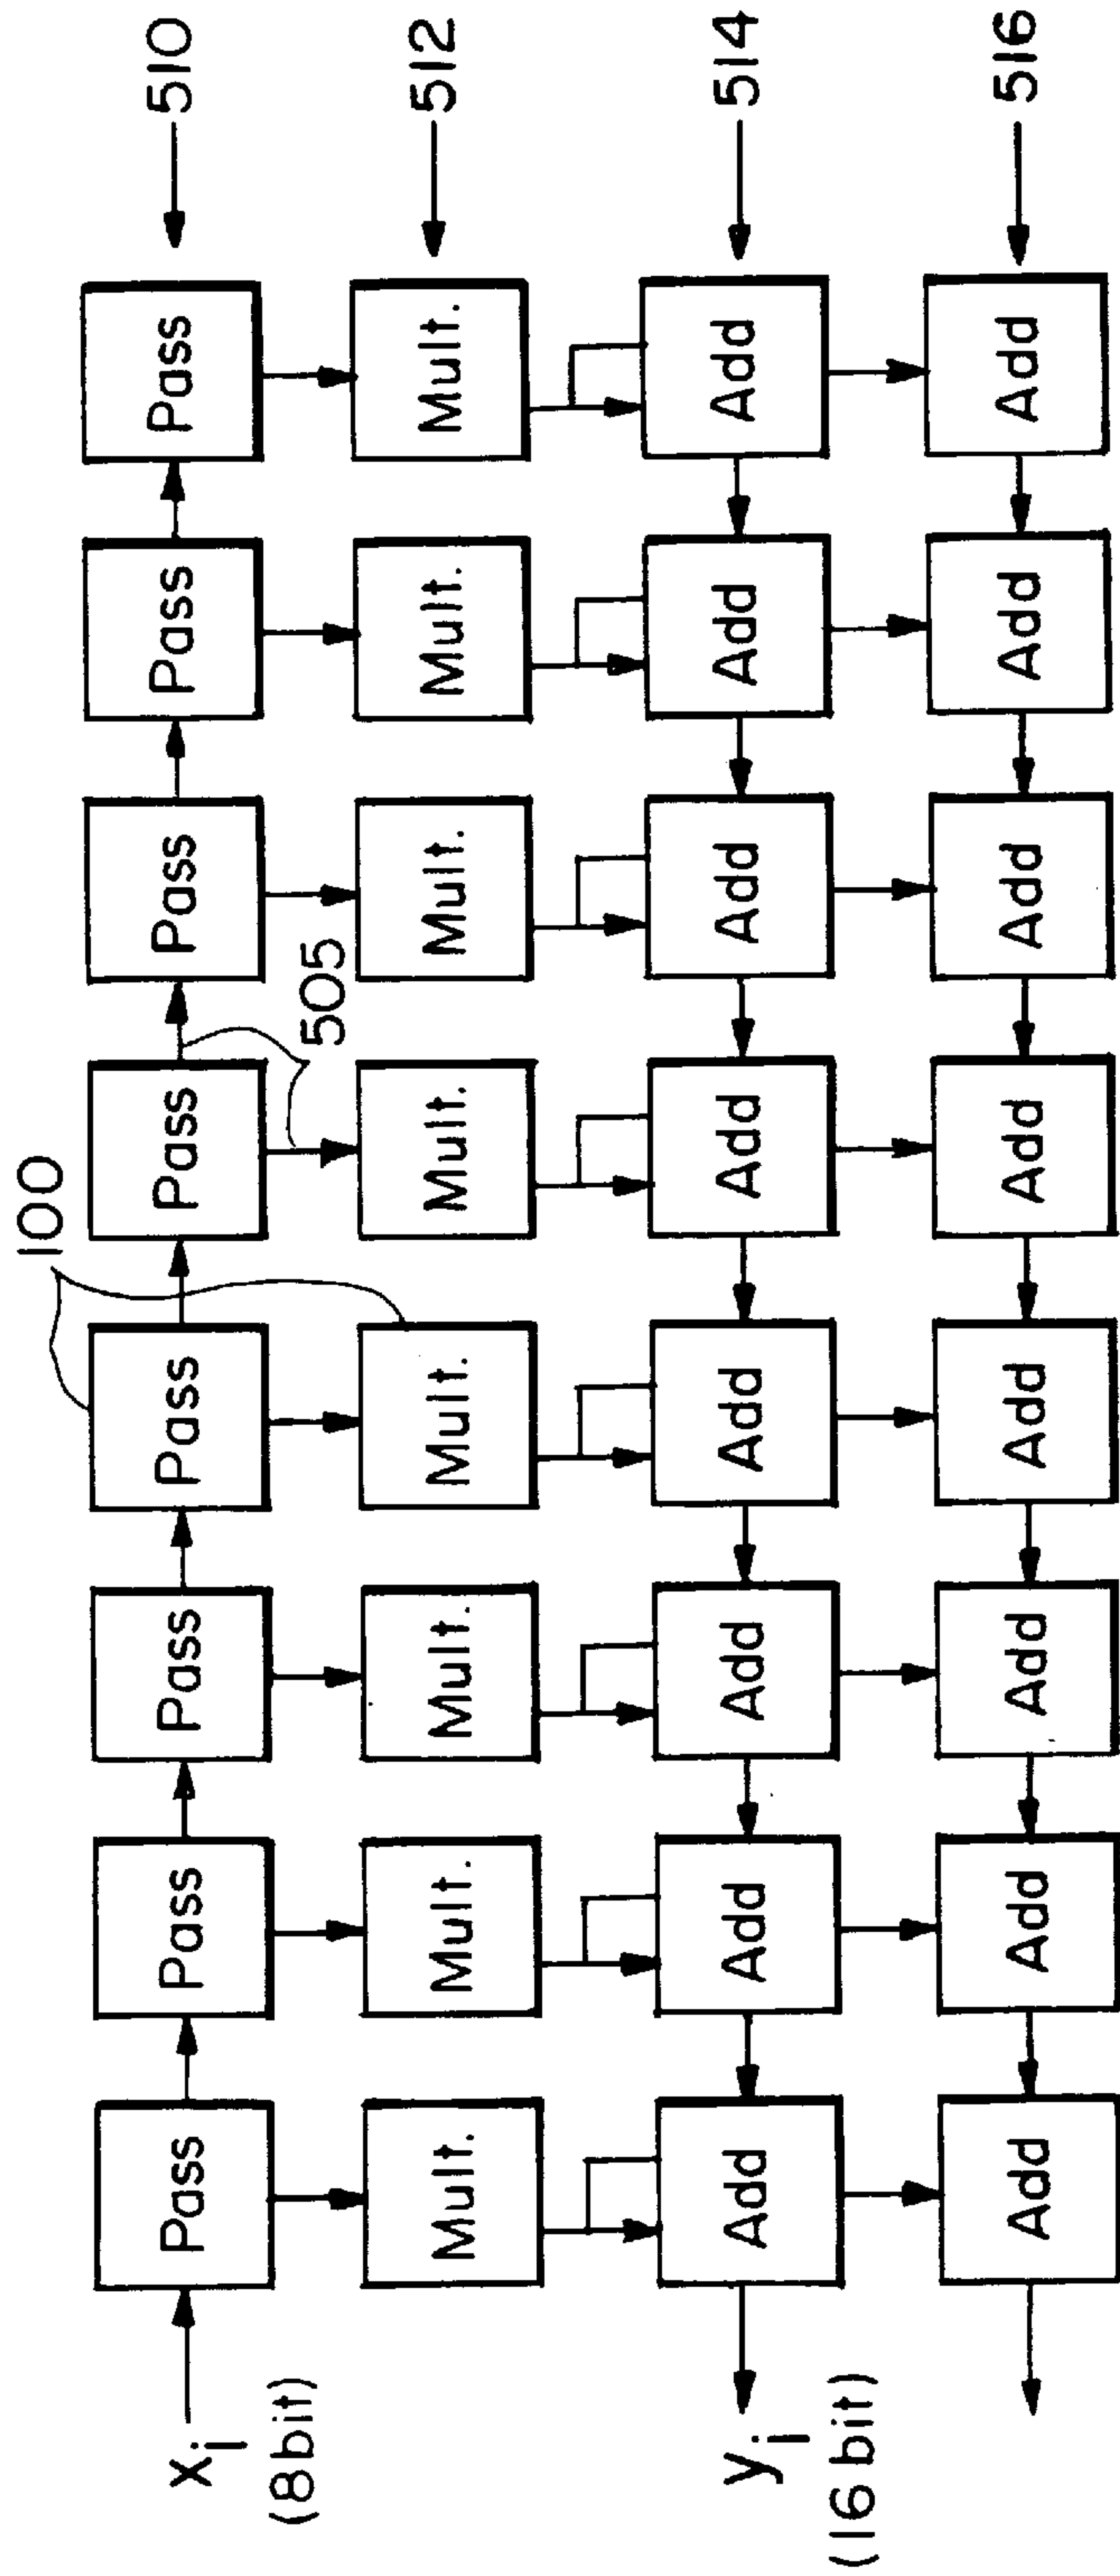 100
505
Pass Pass Pass Pass Pass Pass Pass Pass
510
xi
(8 bit)
Mult. Mult. Mult. Mult. Mult. Mult. Mult. Mult.
512
Add Add Add Add Add Add Add Add
514
yi
(16 bit)
Add Add Add Add Add Add Add Add
516